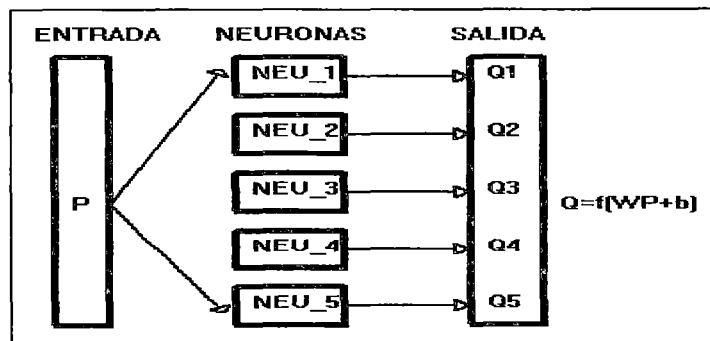 ENTRADA NEURONAS SALIDA
NEU_1 Q1
NEU_2 Q2
P NEU_3 Q3 Q=f(WP+b)
NEU_4 Q4
NEU_5 Q5